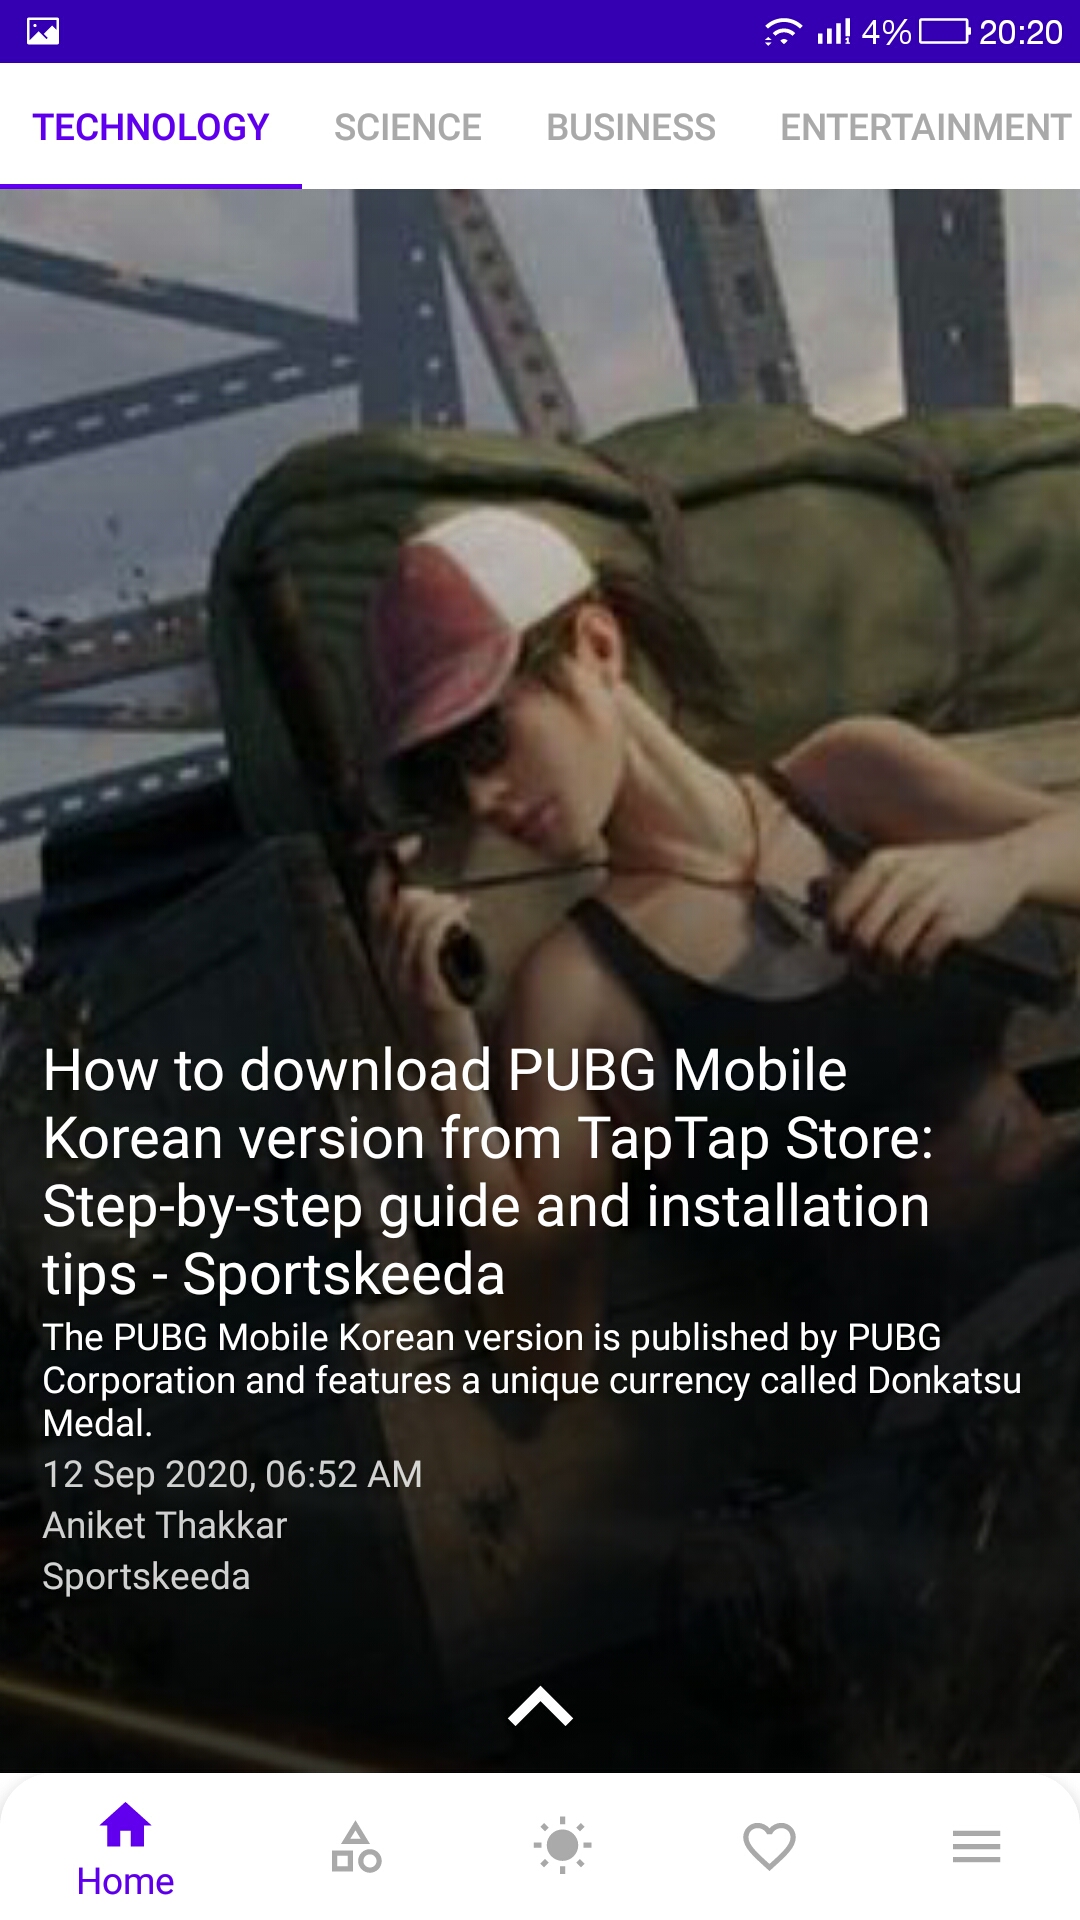 4% 20:20
TECHNOLOGY SCIENCE BUSINESS ENTERTAINMENT
How to download PUBG Mobile
Korean version from TapTap Store:
Step-by-step guide and installation
tips - Sportskeeda
The PUBG Mobile Korean version is published by PUBG
Corporation and features a unique currency called Donkatsu
Medal.
12 Sep 2020, 06:52 AM
Aniket Thakkar
Sportskeeda
Home